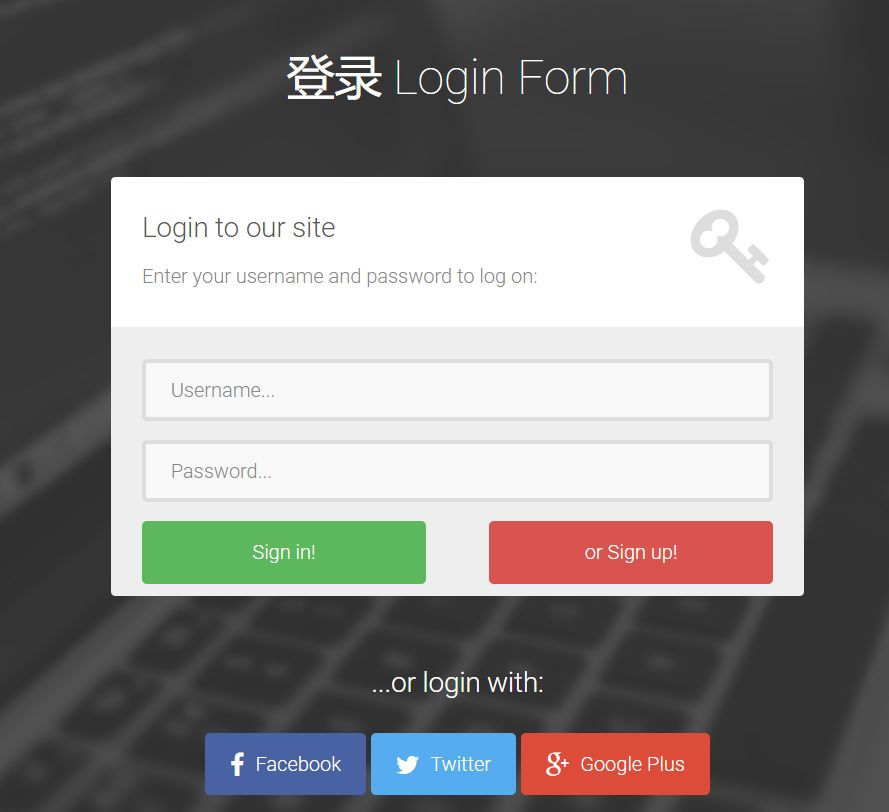 登录 Login Form
Login to our site
Enter your username and password to log on:
Username...
Password...
Sign in! or Sign up!
...or login with:
Facebook Twitter Google Plus